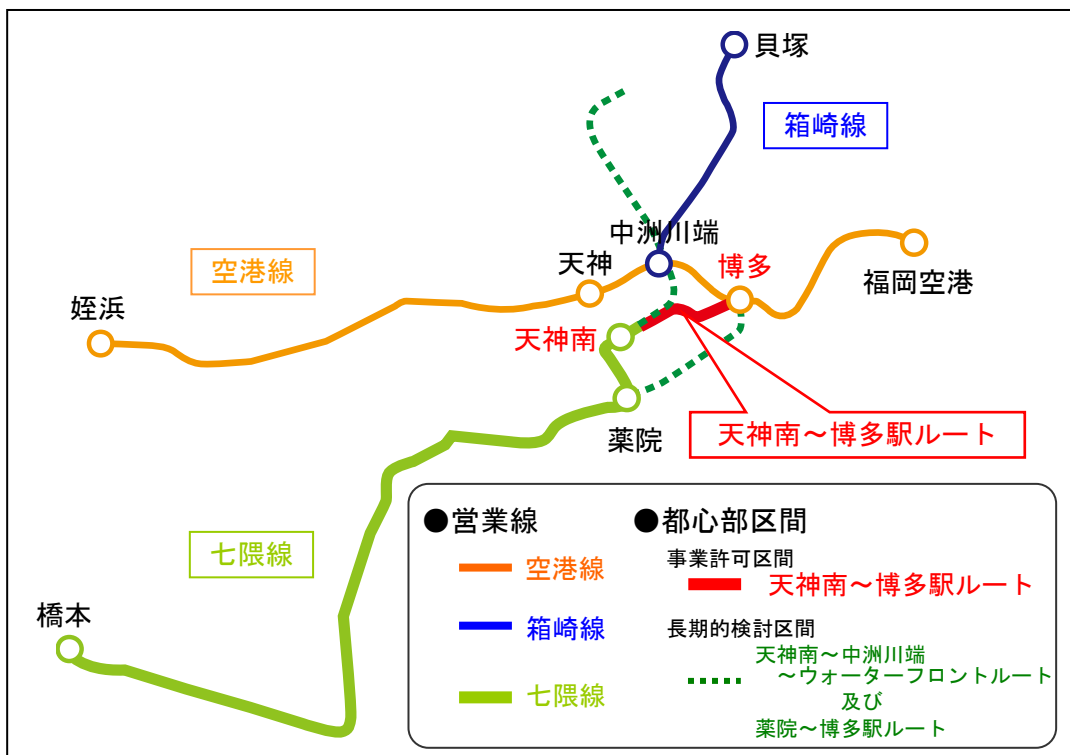 貝塚
箱崎線
中洲川端
空港線
天神
博多
福岡空港
姪浜
天神南
天神南～博多駅ルート
薬院
七隈線
橋本
●営業線
空港線
箱崎線
七隈線
●都心部区間
事業許可区間
天神南～博多駅ルート
長期的検討区間
天神南～中洲川端
～ウォーターフロントルート
及び
薬院～博多駅ルート